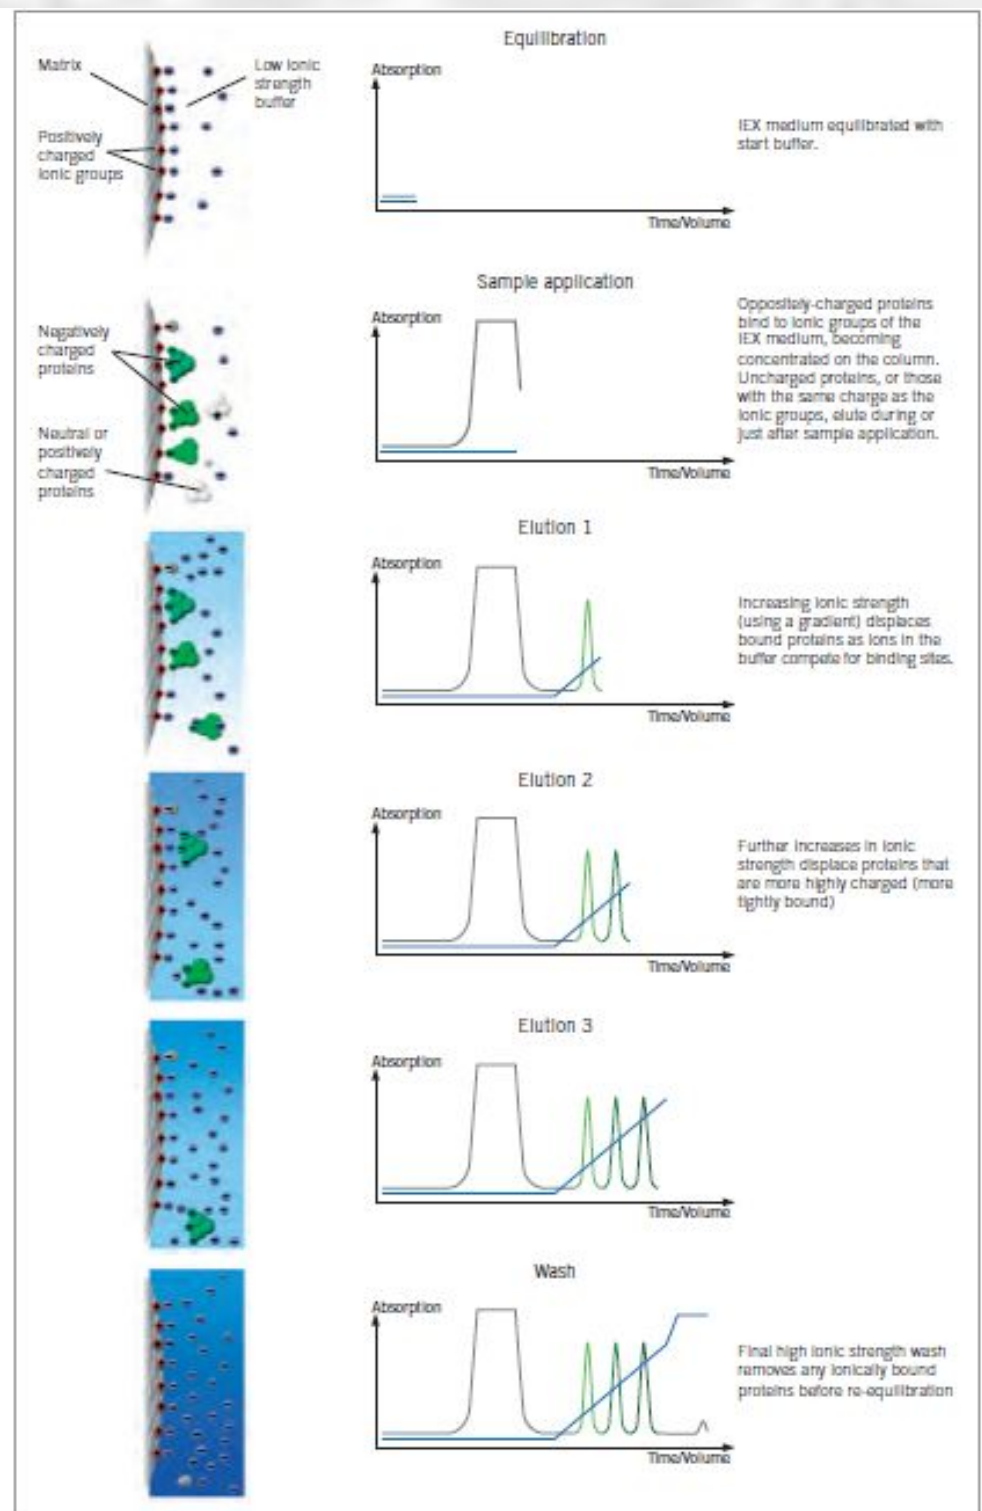 Equilibration
Matrix
Low ionic
strength
buffer
Positively
charged
ionic groups
Absorption
Time/Volume
IEX medium equilibrated with
start buffer.
Sample application
Negatively
charged
proteins
Neutral or
positively
charged
proteins
Absorption
Time/Volume
Oppositely-charged proteins
bind to ionic groups of the
IEX medium, becoming
concentrated on the column.
Uncharged proteins, or those
with the same charge as the
ionic groups, elute during or
just after sample application.
Elution 1
Absorption
Time/Volume
Increasing ionic strength
(using a gradient) displaces
bound proteins as ions in the
buffer compete for binding sites.
Elution 2
Absorption
Time/Volume
Further increases in ionic
strength displace proteins that
are more highly charged (more
tightly bound)
Elution 3
Absorption
Time/Volume
Wash
Absorption
Time/Volume
Final high ionic strength wash
removes any ionically bound
proteins before re-equilibration